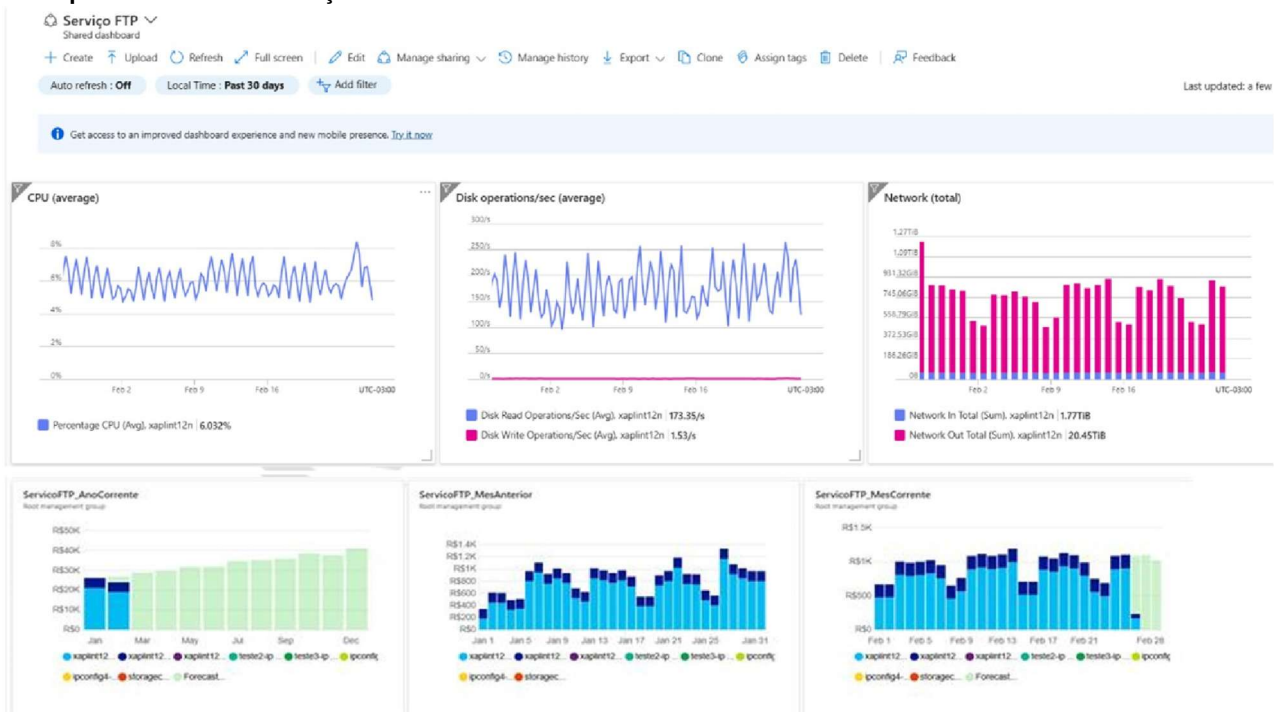 Serviço FTP
Shared dashboard
Create Upload Refresh Full screen Edit Manage sharing Manage history Export Clone Assign tags Delete Feedback
Auto refresh : Off Local Time : Past 30 days Add filter Last updated: a few
Get access to an improved dashboard experience and new mobile presence. Try it now
CPU (average)
8%
6%
4%
2%
0%
Feb 2 Feb 9 Feb 16 UTC-03:00
Percentage CPU (Avg), xaplint12n 6.032%
Disk operations/sec (average)
300/s
250/s
200/s
150/s
100/s
50/s
0/s
Feb 2 Feb 9 Feb 16 UTC-03:00
Disk Read Operations/Sec (Avg), xaplint12n 173.35/s
Disk Write Operations/Sec (Avg), xaplint12n 1.53/s
Network (total)
1.27TiB
1.09TiB
931.32GiB
745.06GiB
558.79GiB
372.53GiB
186.26GiB
0B
Feb 2 Feb 9 Feb 16 UTC-03:00
Network In Total (Sum), xaplint12n 1.77TiB
Network Out Total (Sum), xaplint12n 20.45TiB
ServicoFTP_AnoCorrente
Root management group
R$50K
R$40K
R$30K
R$20K
R$10K
R$0
Jan Mar May Jul Sep Dec
xaplint12... xaplint12... xaplint12... teste2-ip ... teste3-ip ... ipconfig
ipconfig4-... storagec... Forecast...
ServicoFTP_MesAnterior
Root management group
R$1.4K
R$1.2K
R$1K
R$800
R$600
R$400
R$200
R$0
Jan 1 Jan 5 Jan 9 Jan 13 Jan 17 Jan 21 Jan 25 Jan 31
xaplint12... xaplint12... xaplint12... teste2-ip ... teste3-ip ... ipconfig
ipconfig4-... storagec...
ServicoFTP_MesCorrente
Root management group
R$1.5K
R$1K
R$500
R$0
Feb 1 Feb 5 Feb 9 Feb 13 Feb 17 Feb 21 Feb 28
xaplint12... xaplint12... xaplint12... teste2-ip ... teste3-ip ... ipconfig
ipconfig4-... storagec... Forecast...